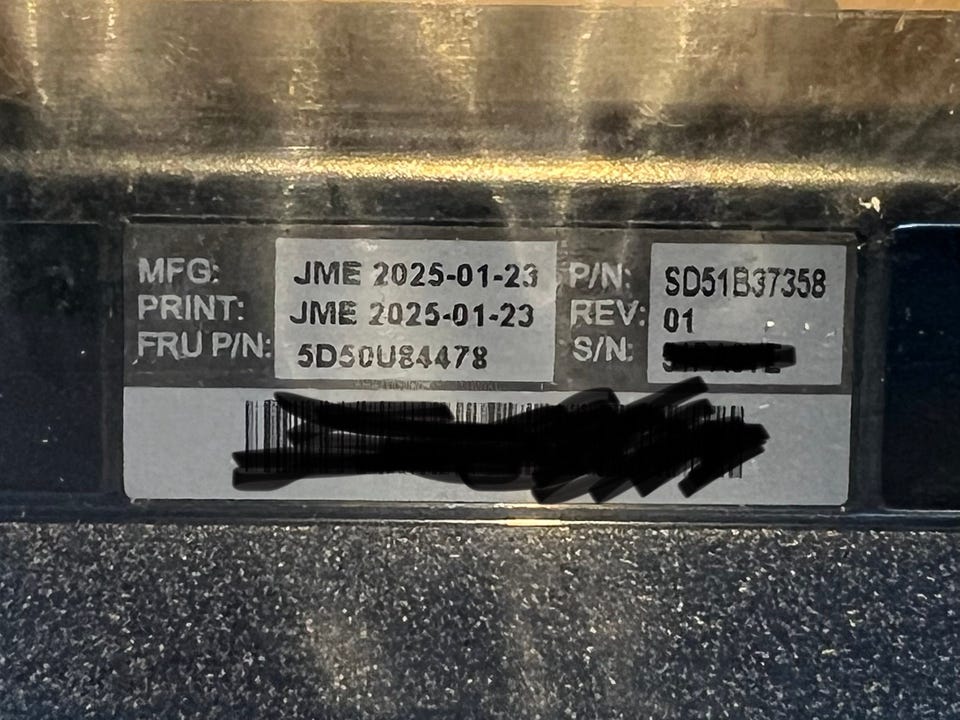 MFG: JME 2025-01-23 P/N: SD51B37358
PRINT: JME 2025-01-23 REV: 01
FRU P/N: 5D50U84478 S/N: